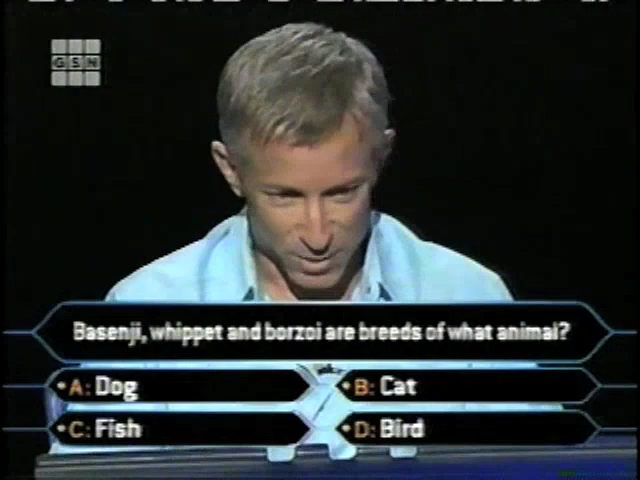 GSN
Basenji, whippet and borzoi are breeds of what animal?
A: Dog
B: Cat
C: Fish
D: Bird